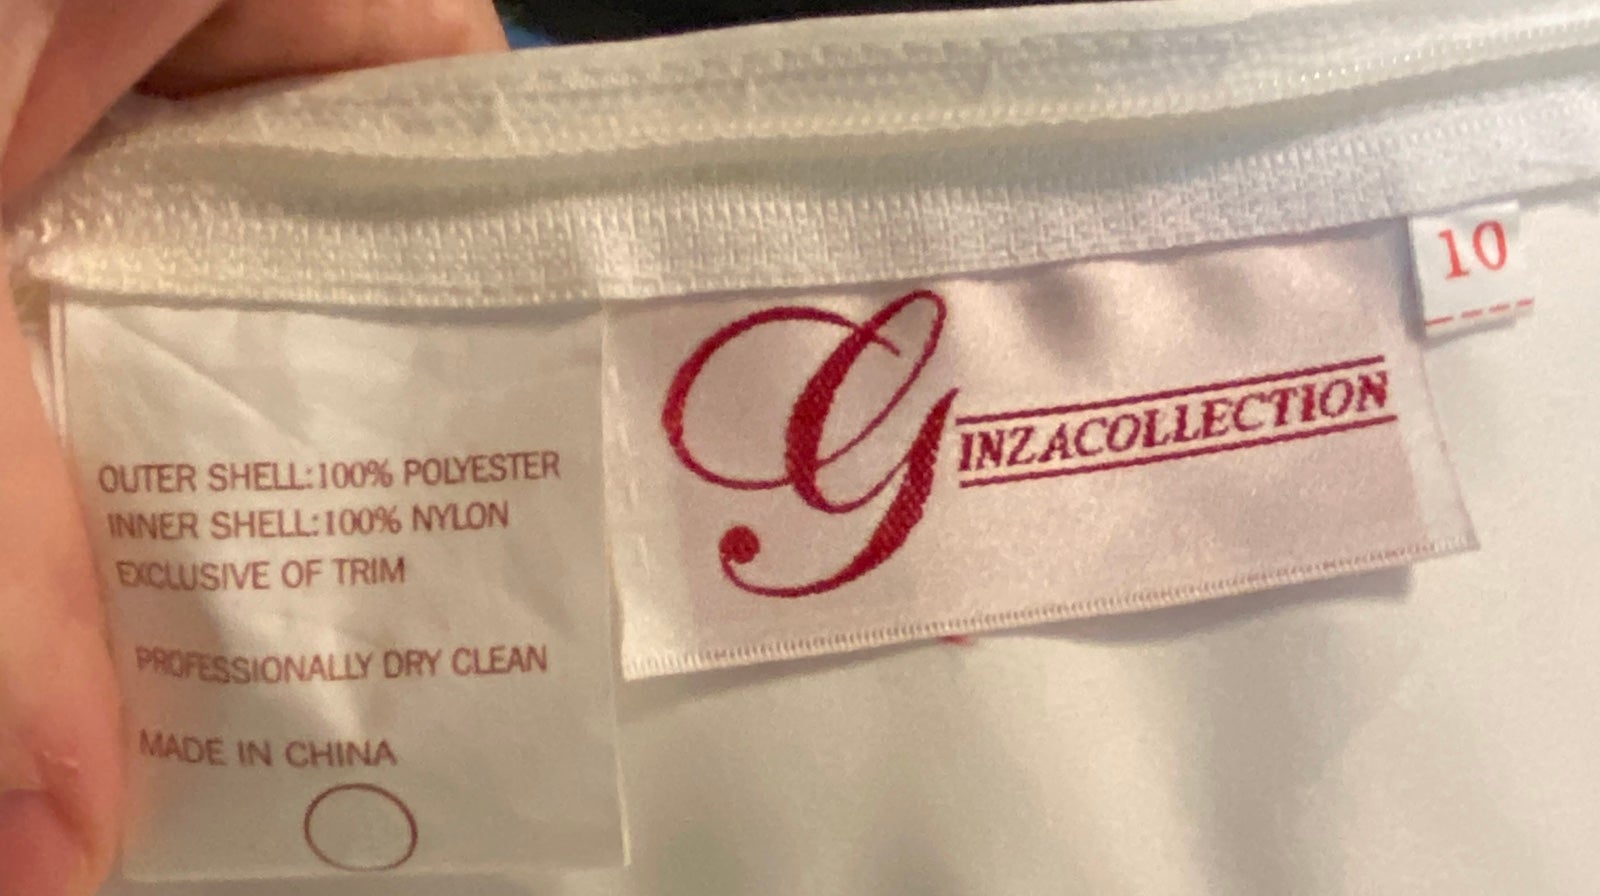 OUTER SHELL:100% POLYESTER
INNER SHELL:100% NYLON
EXCLUSIVE OF TRIM
PROFESSIONALLY DRY CLEAN
MADE IN CHINA
GINZACOLLECTION
10